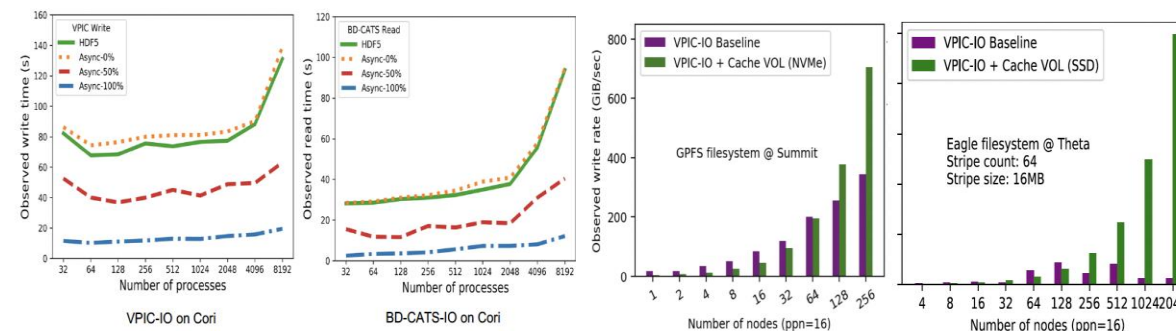 VPIC Write
HDF5
Async-0%
Async-50%
Async-100%
Observed write time (s)
160
140
120
100
80
60
40
20
0
32 64 128 256 512 1024 2048 4096 8192
Number of processes
VPIC-IO on Cori
BD-CATS Read
HDF5
Async-0%
Async-50%
Async-100%
Observed read time (s)
120
100
80
60
40
20
0
32 64 128 256 512 1024 2048 4096 8192
Number of processes
BD-CATS-IO on Cori
VPIC-IO Baseline
VPIC-IO + Cache VOL (NVMe)
GPFS filesystem @ Summit
Observed write rate (GiB/sec)
800
600
400
200
0
1 2 4 8 16 32 64 128 256
Number of nodes (ppn=16)
VPIC-IO Baseline
VPIC-IO + Cache VOL (SSD)
Eagle filesystem @ Theta
Stripe count: 64
Stripe size: 16MB
4 8 16 32 64 128 256 512 1024 204
Number of nodes (ppn=16)